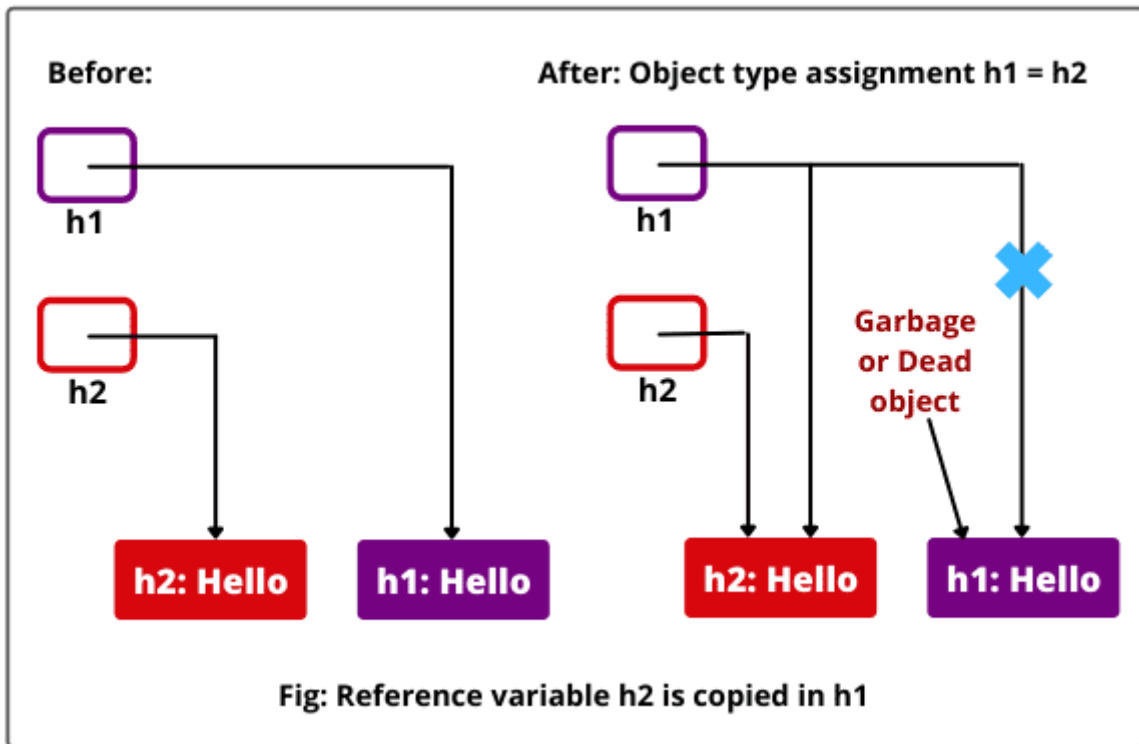 Before:
After: Object type assignment h1 = h2
h1
h1
h2
h2
Garbage
or Dead
object
h2: Hello
h1: Hello
h2: Hello
h1: Hello
Fig: Reference variable h2 is copied in h1